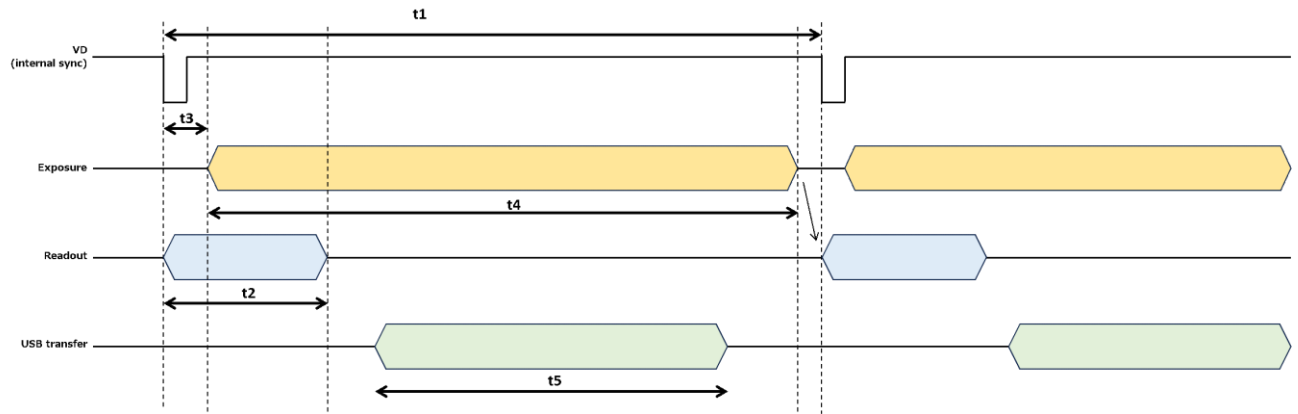 t1
VD
(internal sync)
t3
Exposure
t4
Readout
t2
USB transfer
t5